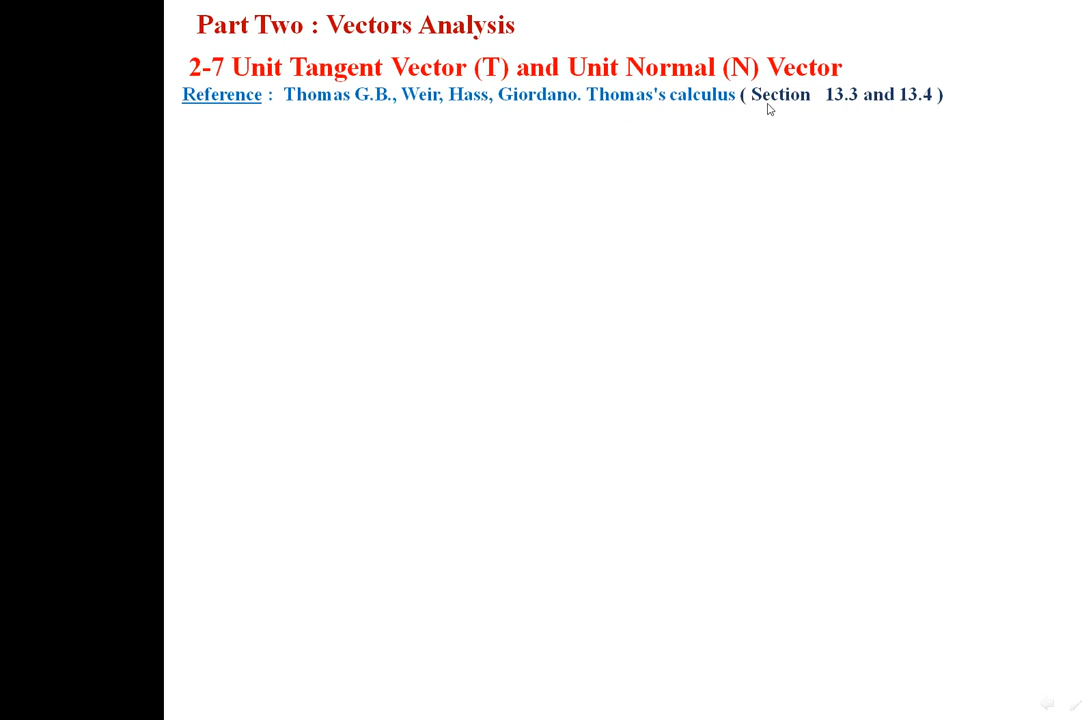 Part Two : Vectors Analysis
2-7 Unit Tangent Vector (T) and Unit Normal (N) Vector
Reference : Thomas G.B., Weir, Hass, Giordano. Thomas's calculus ( Section 13.3 and 13.4 )